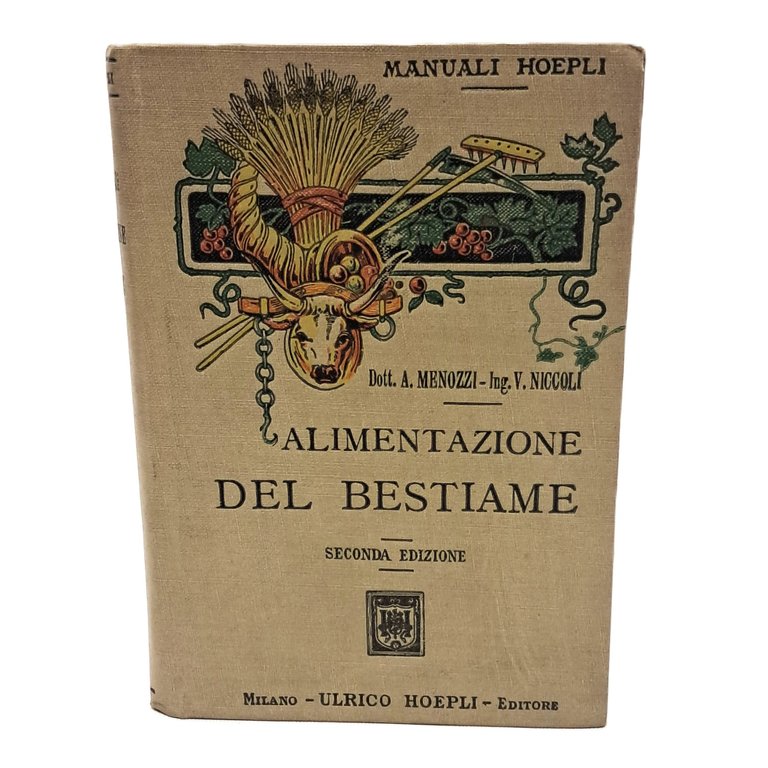 MANUALI HOEPLI
Dott. A. MENOZZI - Ing. V. NICCOLI
ALIMENTAZIONE
DEL BESTIAME
SECONDA EDIZIONE
MILANO - ULRICO HOEPLI - EDITORE